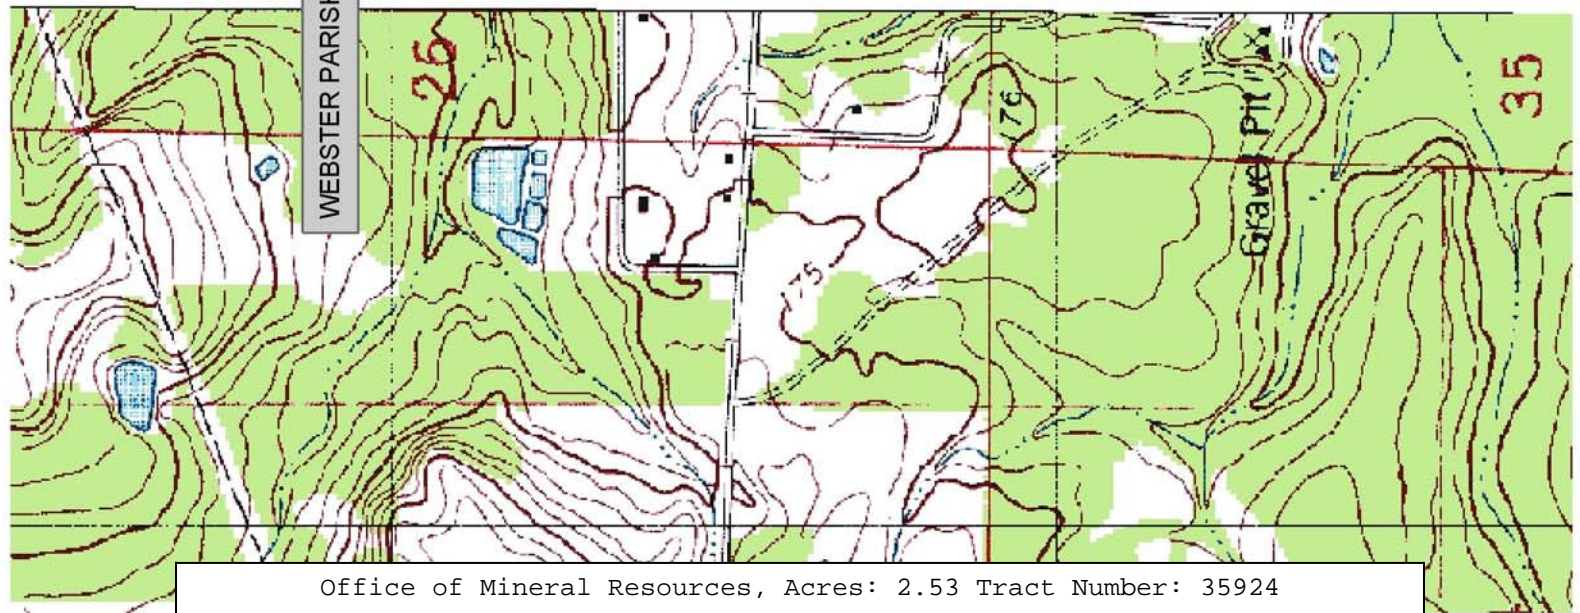 WEBSTER PARISH
26
176
35
Gravel Pit
175
Office of Mineral Resources, Acres: 2.53 Tract Number: 35924